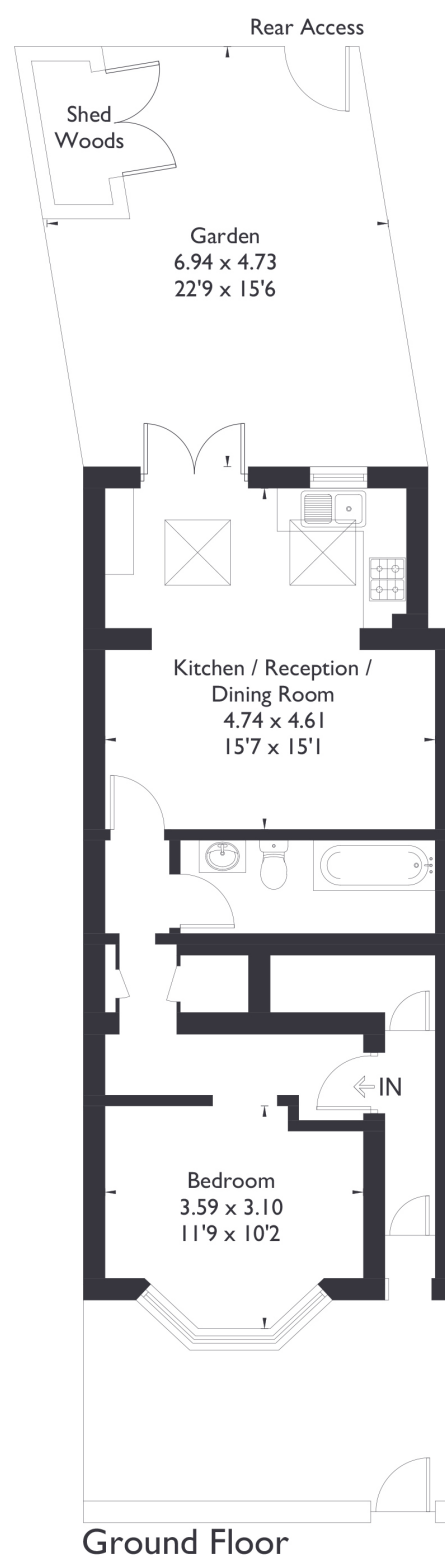 Rear Access
Shed
Woods
Garden
6.94 x 4.73
22'9 x 15'6
Kitchen / Reception /
Dining Room
4.74 x 4.61
15'7 x 15'1
IN
Bedroom
3.59 x 3.10
11'9 x 10'2
Ground Floor